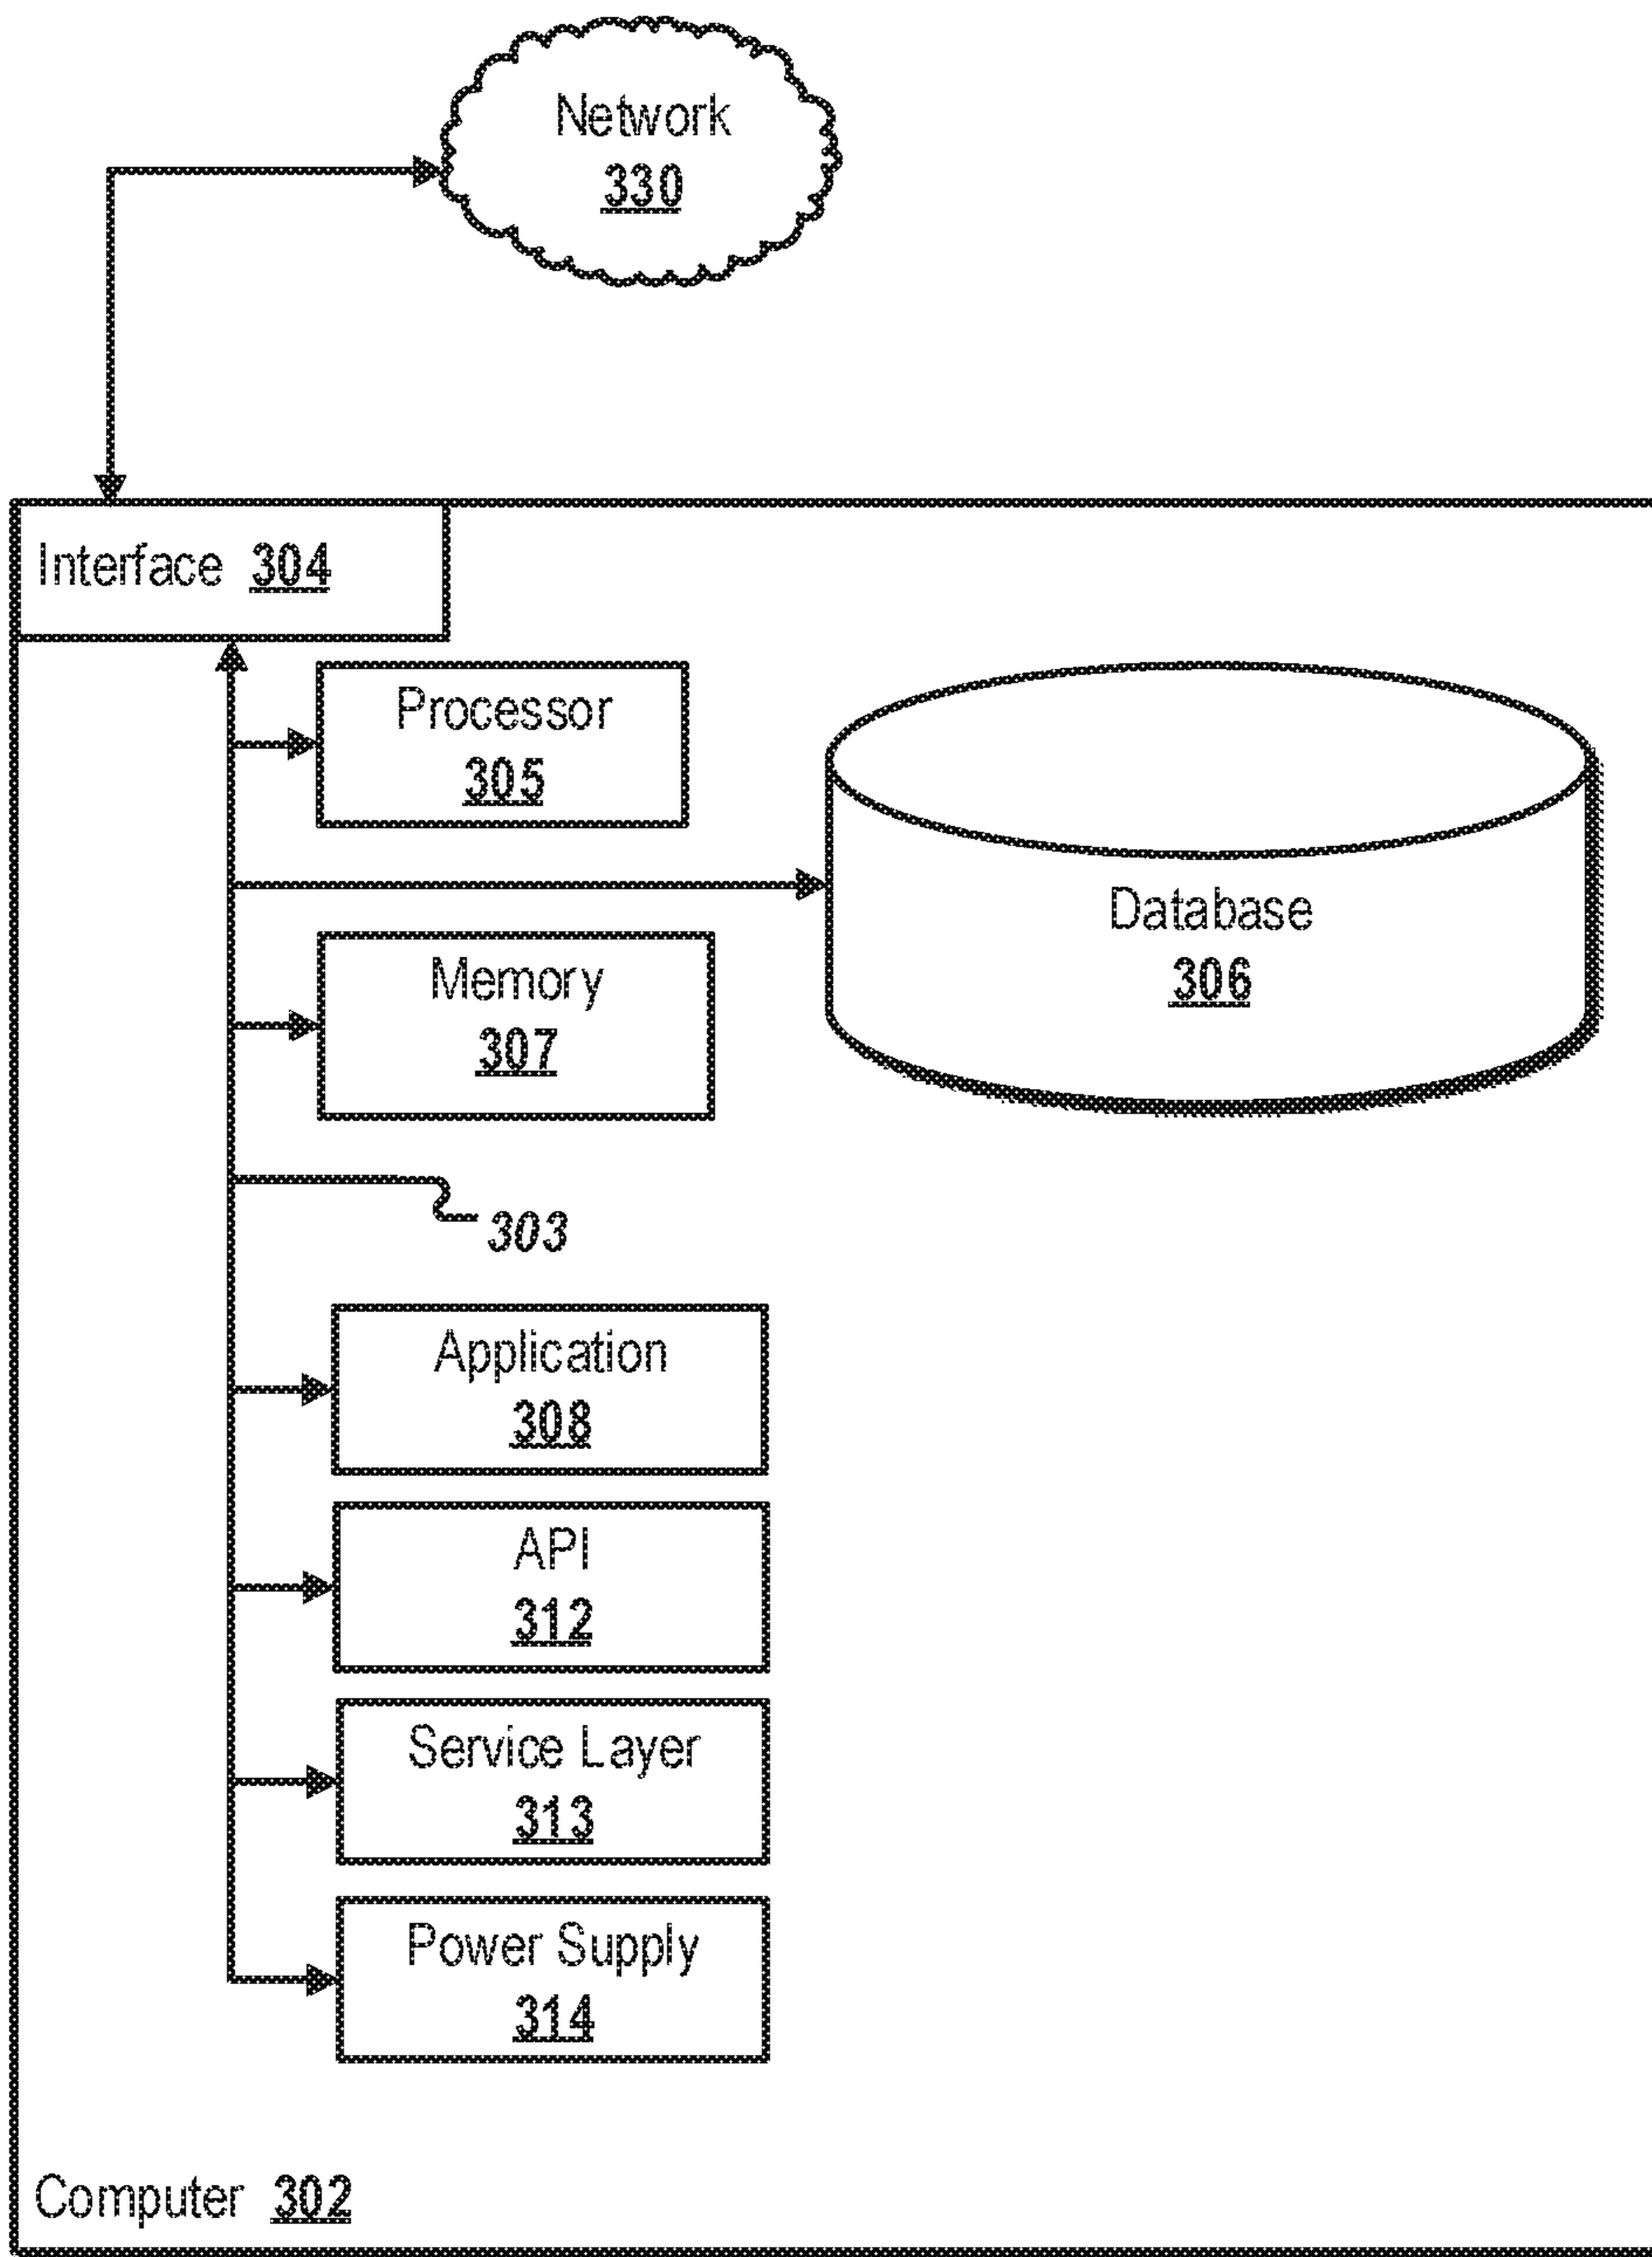 Network
330
Interface 304
Processor
305
Database
306
Memory
307
303
Application
308
API
312
Service Layer
313
Power Supply
314
Computer 302